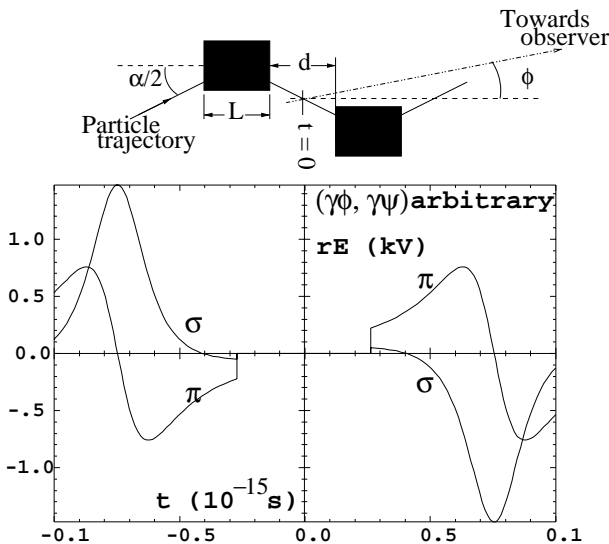 Towards
observer
d
α/2
ϕ
L
Particle
trajectory
t = 0
(γϕ, γψ)arbitrary
rE (kV)
1.0
0.5
0.0
-.5
-1.0
σ
π
π
σ
t (10⁻¹⁵s)
-0.1 -0.5 0.0 0.5 0.1